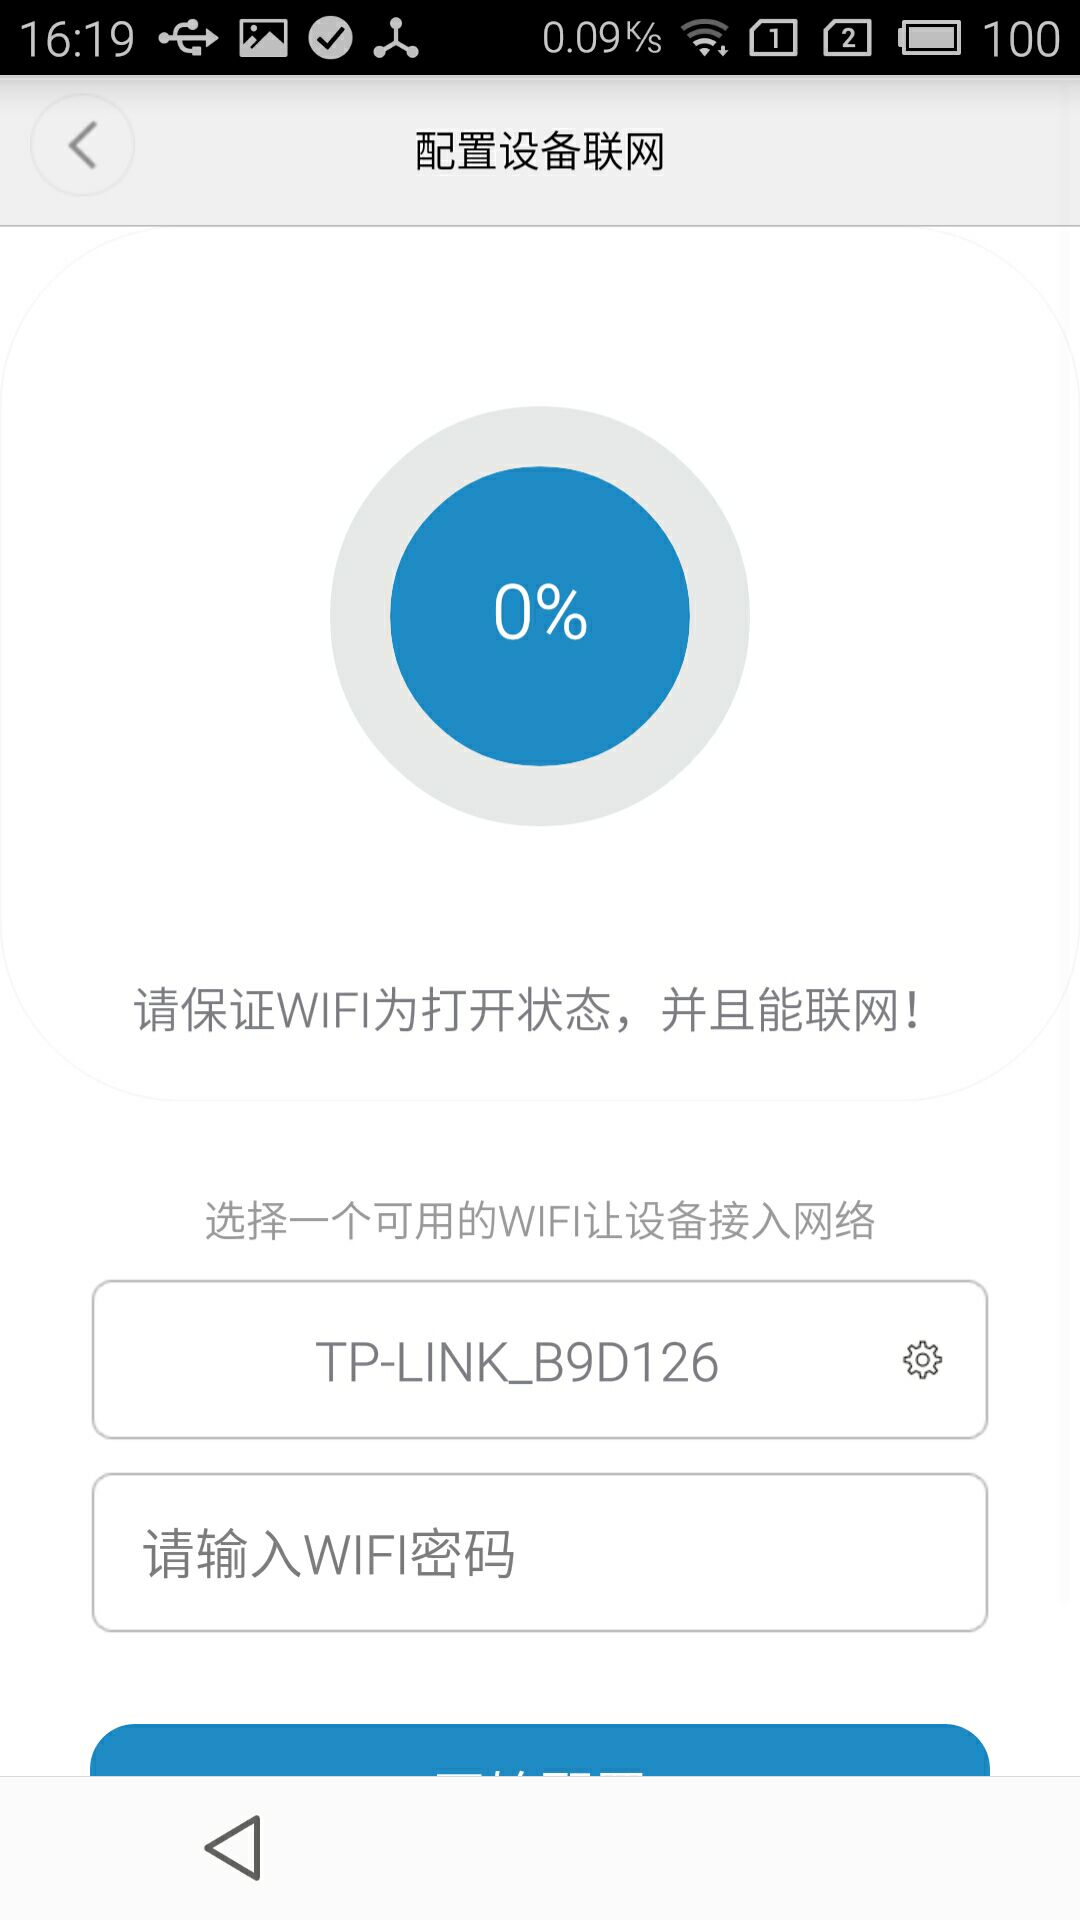 16:19 0.09K/s 1 2 100
配置设备联网
0%
请保证WIFI为打开状态，并且能联网！
选择一个可用的WIFI让设备接入网络
TP-LINK_B9D126
请输入WIFI密码